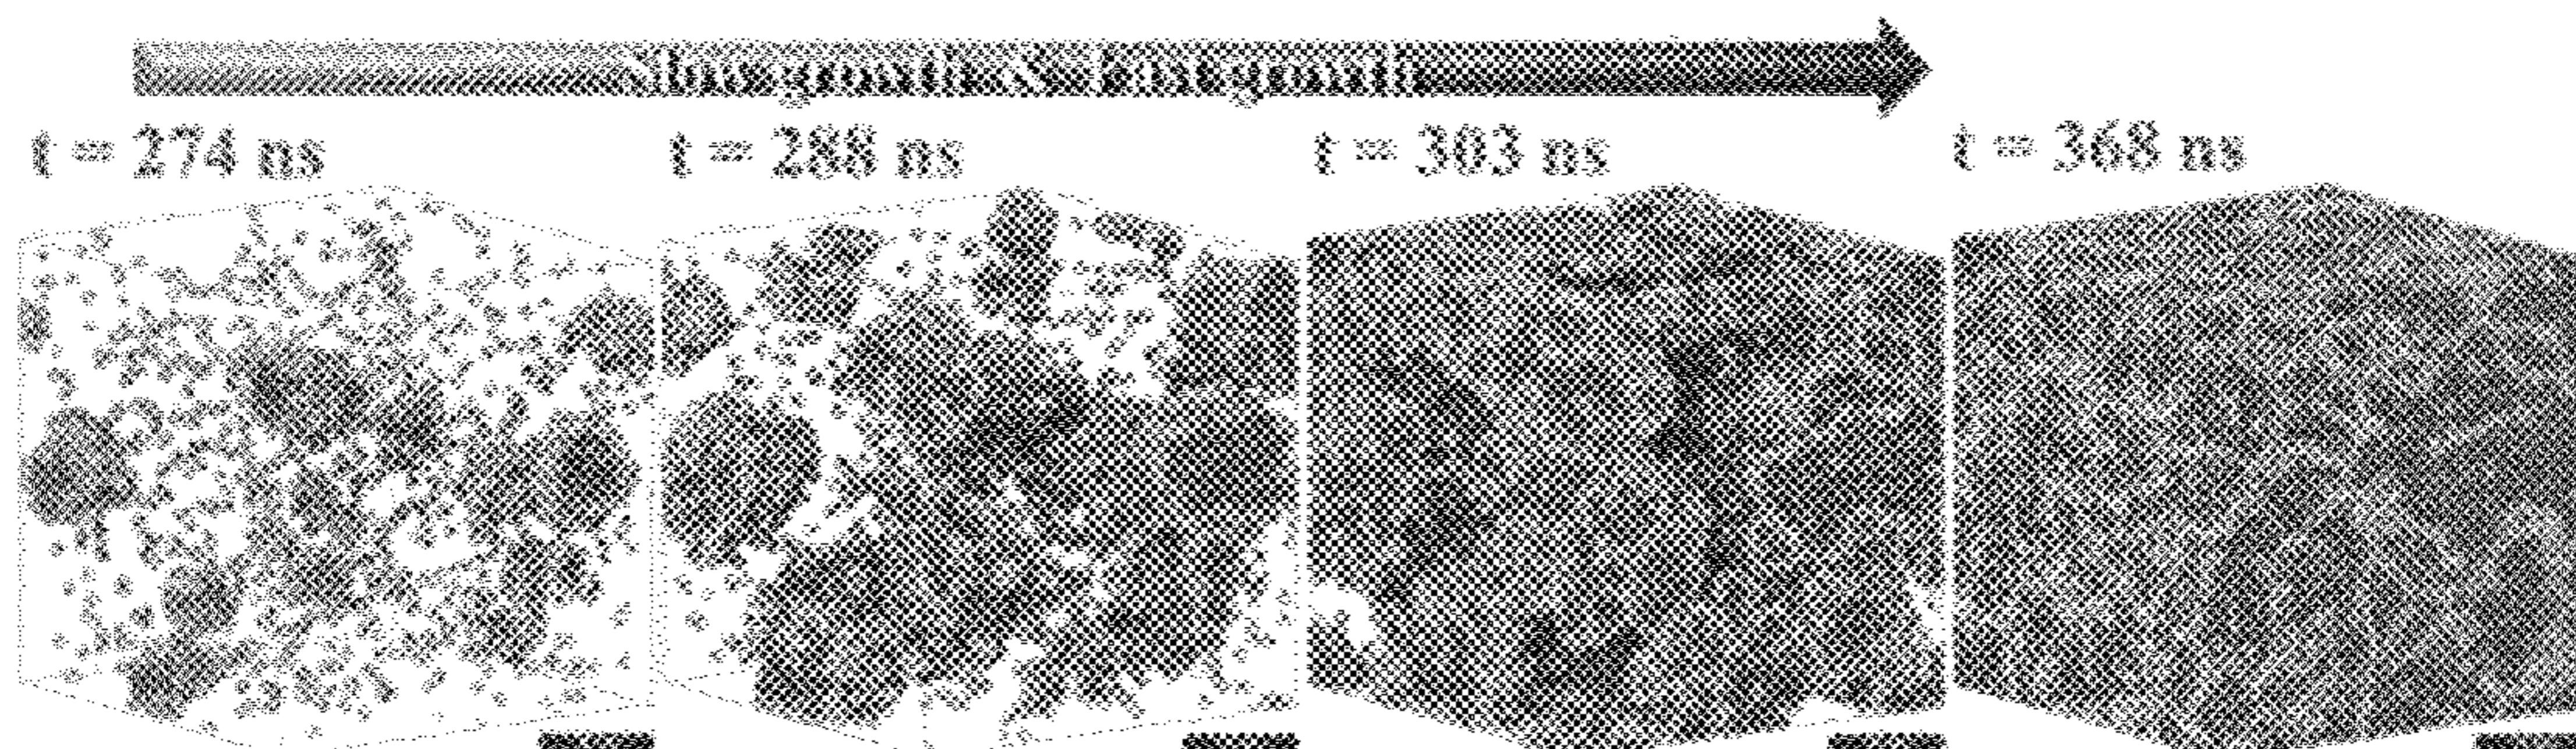 Slow growth & Fast growth
t = 274 ns
t = 288 ns
t = 303 ns
t = 368 ns